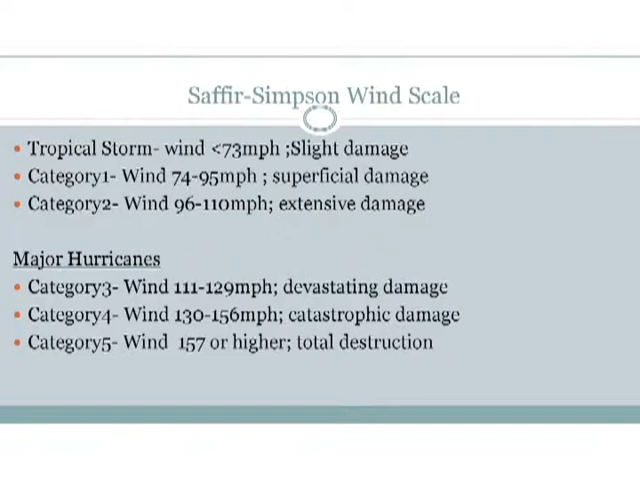 Saffir-Simpson Wind Scale
• Tropical Storm- wind <73mph ;Slight damage
• Category1- Wind 74-95mph ; superficial damage
• Category2- Wind 96-110mph; extensive damage
Major Hurricanes
• Category3- Wind 111-129mph; devastating damage
• Category4- Wind 130-156mph; catastrophic damage
• Category5- Wind 157 or higher; total destruction